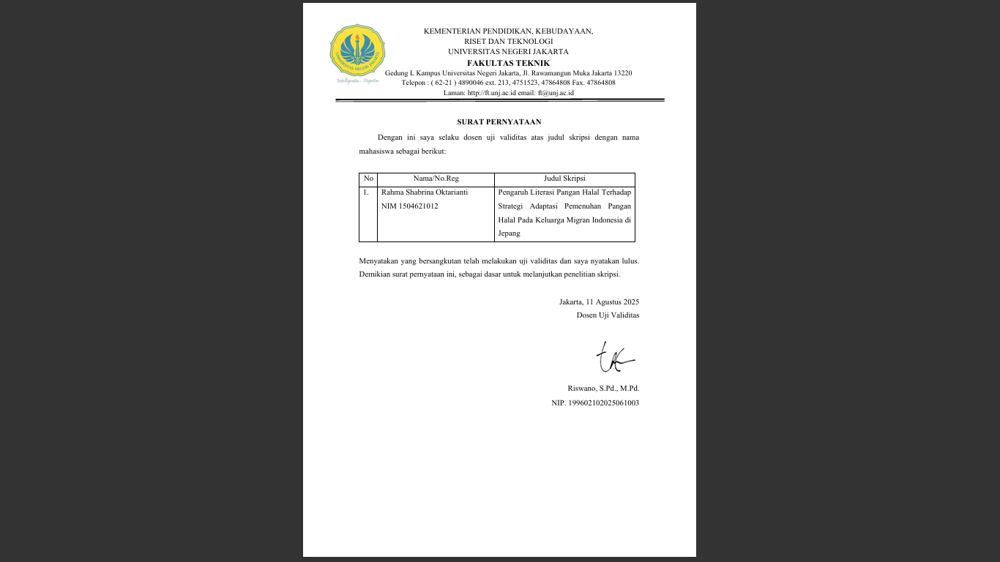 KEMENTERIAN PENDIDIKAN, KEBUDAYAAN,
RISET DAN TEKNOLOGI
UNIVERSITAS NEGERI JAKARTA
FAKULTAS TEKNIK
Gedung L Kampus Universitas Negeri Jakarta, Jl. Rawamangun Muka Jakarta 13220
Telepon : ( 62-21 ) 4890046 ext. 213, 4751523, 47864808 Fax. 47864808
Laman: http://ft.unj.ac.id email: ft@unj.ac.id
UNIVERSITAS NEGERI JAKARTA
Intelligentia - Dignitas
SURAT PERNYATAAN
Dengan ini saya selaku dosen uji validitas atas judul skripsi dengan nama
mahasiswa sebagai berikut:
No Nama/No.Reg Judul Skripsi
1. Rahma Shabrina Oktarianti Pengaruh Literasi Pangan Halal Terhadap
NIM 1504621012 Strategi Adaptasi Pemenuhan Pangan
Halal Pada Keluarga Migran Indonesia di
Jepang
Menyatakan yang bersangkutan telah melakukan uji validitas dan saya nyatakan lulus.
Demikian surat pernyataan ini, sebagai dasar untuk melanjutkan penelitian skripsi.
Jakarta, 11 Agustus 2025
Dosen Uji Validitas
Riswano, S.Pd., M.Pd.
NIP. 199602102025061003